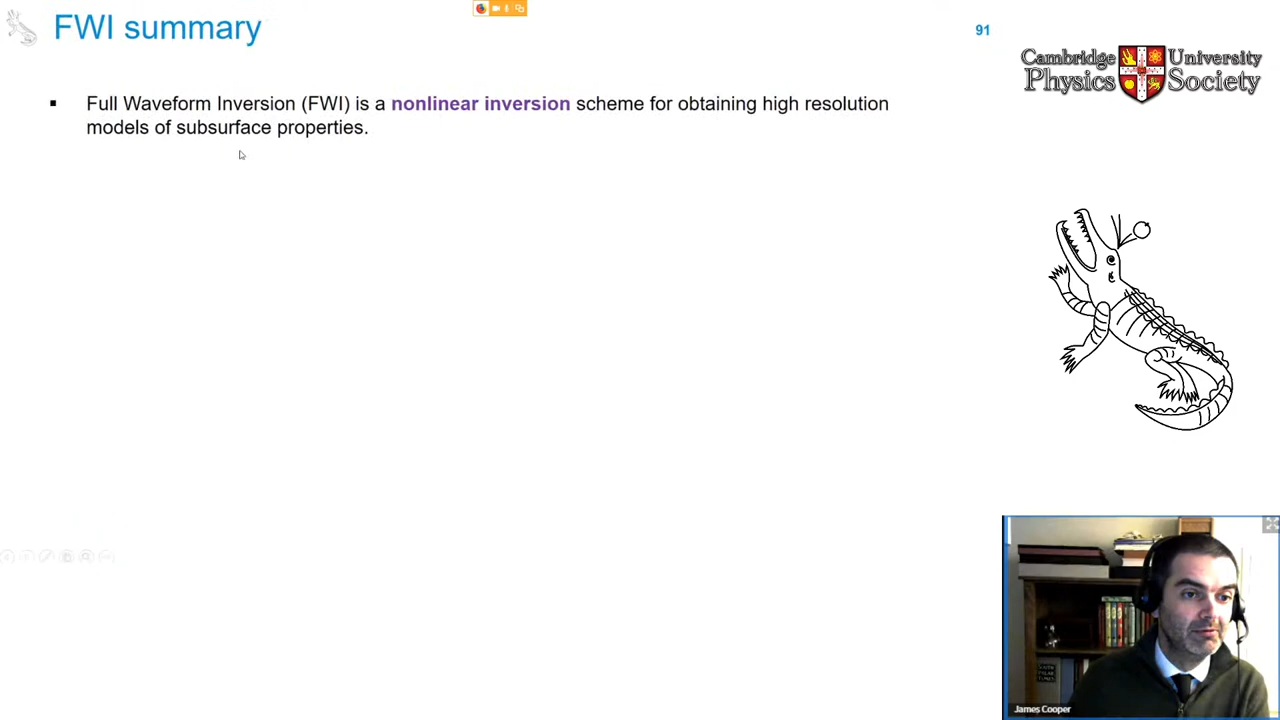 FWI summary
91
Cambridge University
Physics Society
▪ Full Waveform Inversion (FWI) is a nonlinear inversion scheme for obtaining high resolution
models of subsurface properties.
James Cooper